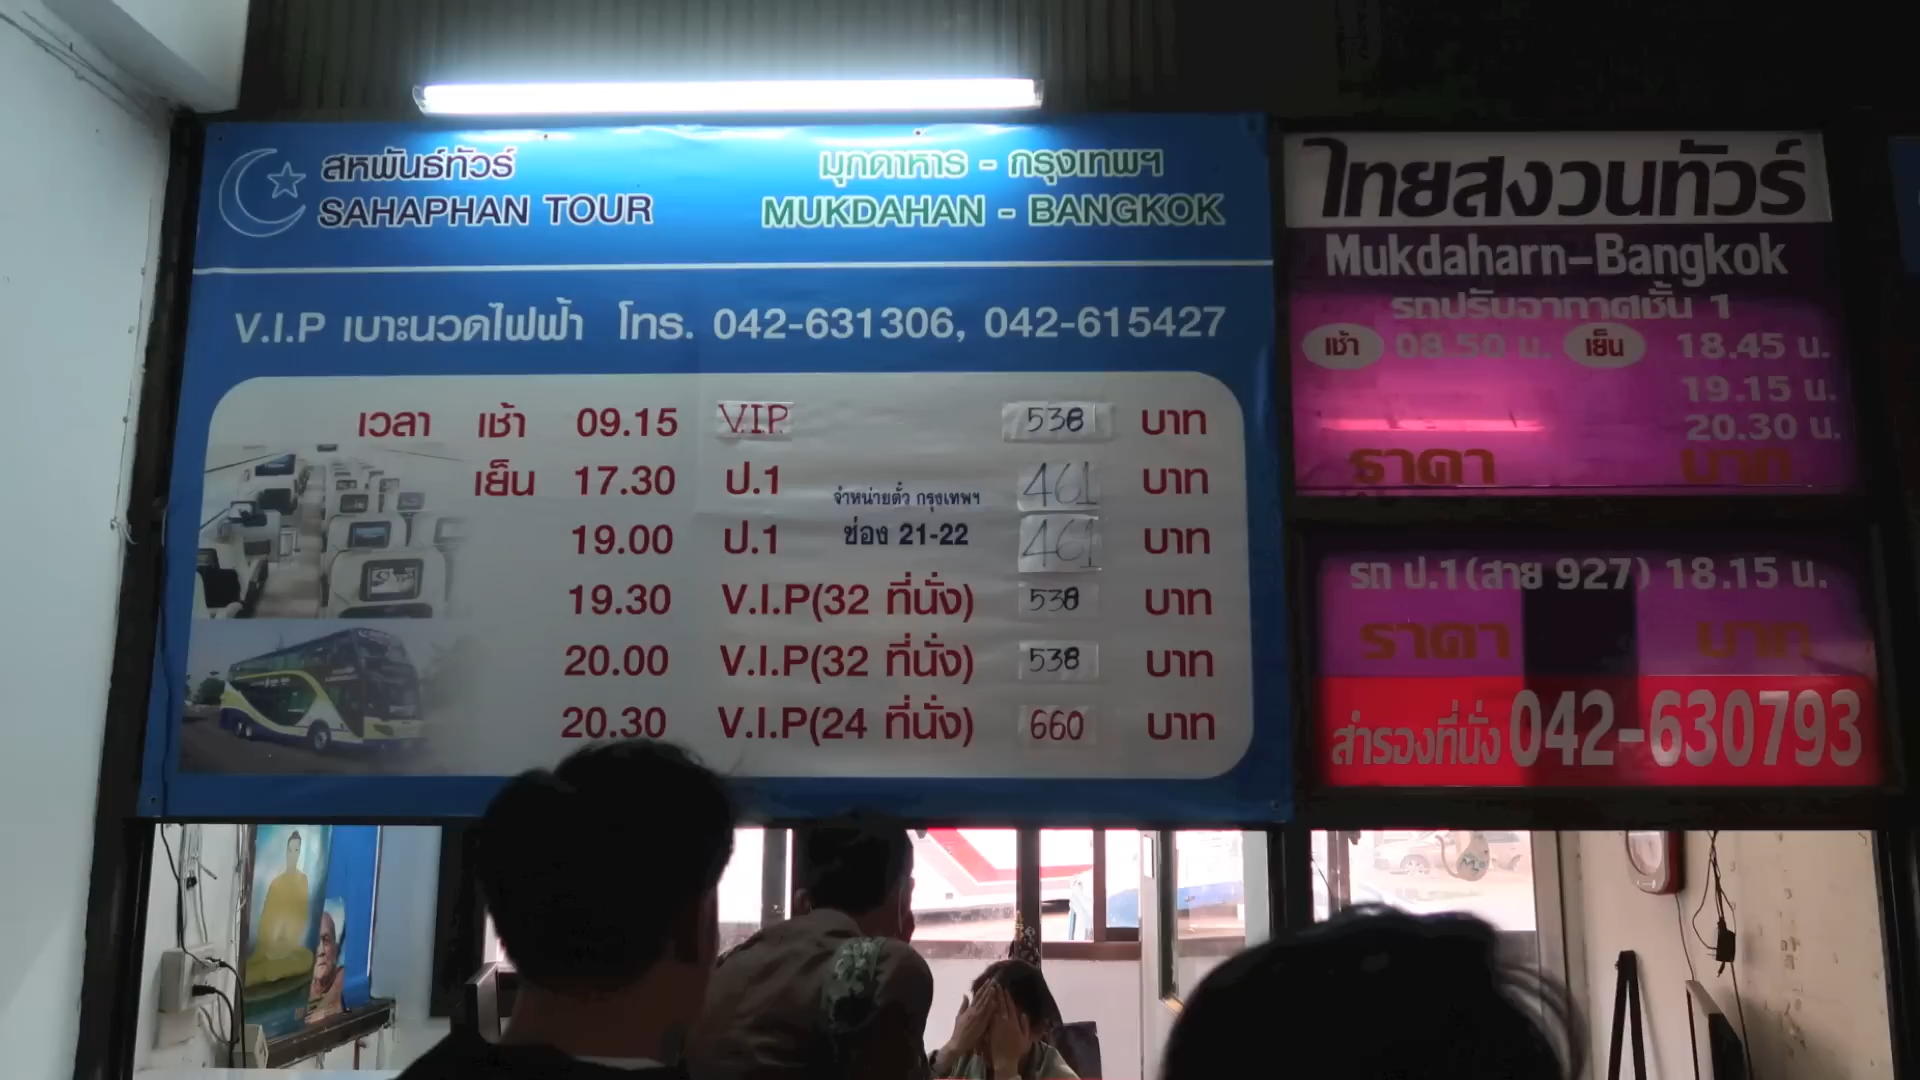 สหพันธ์ทัวร์
SAHAPHAN TOUR
มุกดาหาร - กรุงเทพฯ
MUKDAHAN - BANGKOK
V.I.P เบาะนวดไฟฟ้า โทร. 042-631306, 042-615427
เวลา เช้า 09.15 V.I.P. 538 บาท
เย็น 17.30 ป.1 461 บาท
จำหน่ายตั๋ว กรุงเทพฯ
ช่อง 21-22
19.00 ป.1 461 บาท
19.30 V.I.P(32 ที่นั่ง) 538 บาท
20.00 V.I.P(32 ที่นั่ง) 538 บาท
20.30 V.I.P(24 ที่นั่ง) 660 บาท
ไทยสงวนทัวร์
Mukdaharn-Bangkok
รถปรับอากาศชั้น 1
เช้า 08.50 น. เย็น 18.45 น.
19.15 น.
20.30 น.
ราคา บาท
รถ ป.1(สาย 927) 18.15 น.
ราคา บาท
สำรองที่นั่ง 042-630793